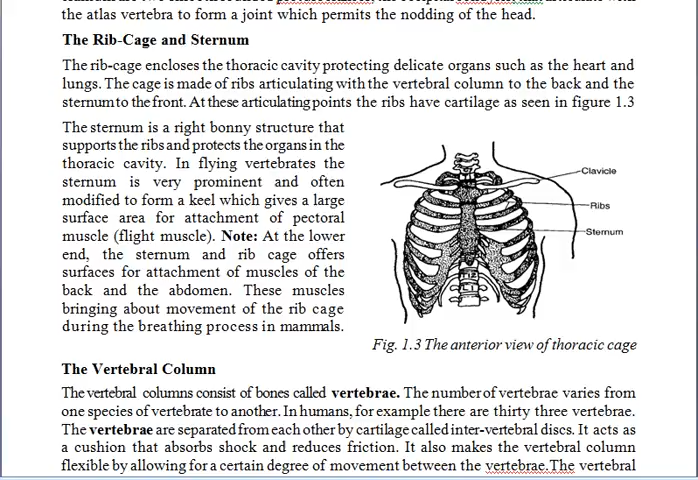 the atlas vertebra to form a joint which permits the nodding of the head.
The Rib-Cage and Sternum
The rib-cage encloses the thoracic cavity protecting delicate organs such as the heart and
lungs. The cage is made of ribs articulating with the vertebral column to the back and the
sternum to the front. At these articulating points the ribs have cartilage as seen in figure 1.3
The sternum is a right bonny structure that
supports the ribs and protects the organs in the
thoracic cavity. In flying vertebrates the
sternum is very prominent and often
modified to form a keel which gives a large
surface area for attachment of pectoral
muscle (flight muscle). Note: At the lower
end, the sternum and rib cage offers
surfaces for attachment of muscles of the
back and the abdomen. These muscles
bringing about movement of the rib cage
during the breathing process in mammals.
Clavicle
Ribs
Sternum
T12
L1
Fig. 1.3 The anterior view of thoracic cage
The Vertebral Column
The vertebral columns consist of bones called vertebrae. The number of vertebrae varies from
one species of vertebrate to another. In humans, for example there are thirty three vertebrae.
The vertebrae are separated from each other by cartilage called inter-vertebral discs. It acts as
a cushion that absorbs shock and reduces friction. It also makes the vertebral column
flexible by allowing for a certain degree of movement between the vertebrae.The vertebral